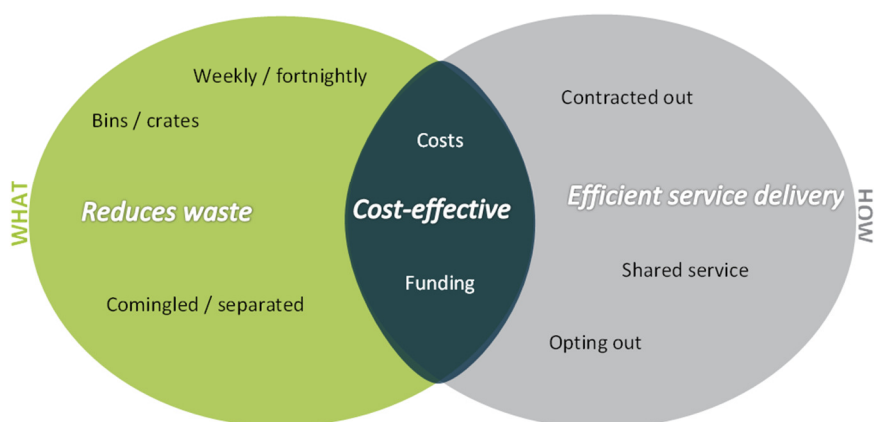 WHAT
Weekly / fortnightly
Bins / crates
Reduces waste
Comingled / separated
Costs
Cost-effective
Funding
Contracted out
Efficient service delivery
Shared service
Opting out
HOW